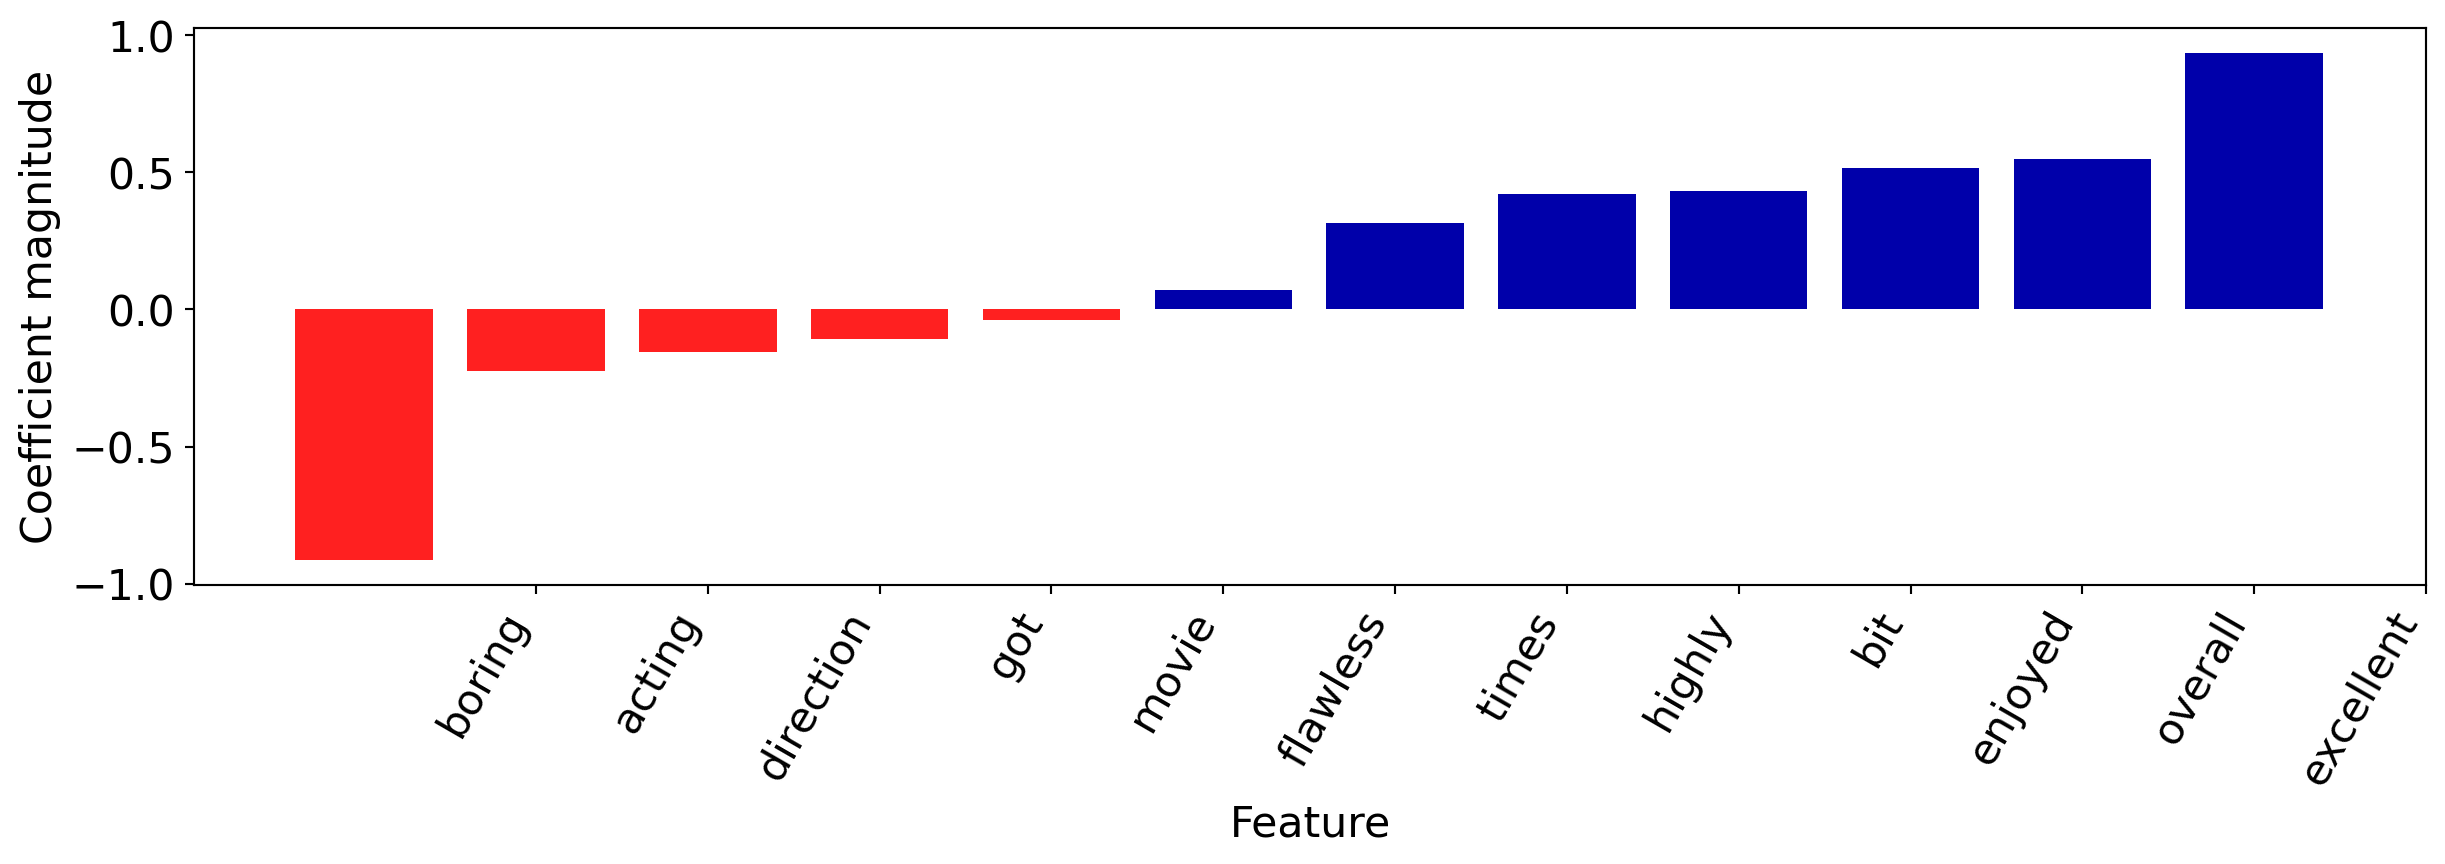 Coefficient magnitude
1.0
0.5
0.0
−0.5
−1.0
boring
acting
direction
got
movie
flawless
times
highly
bit
enjoyed
overall
excellent
Feature